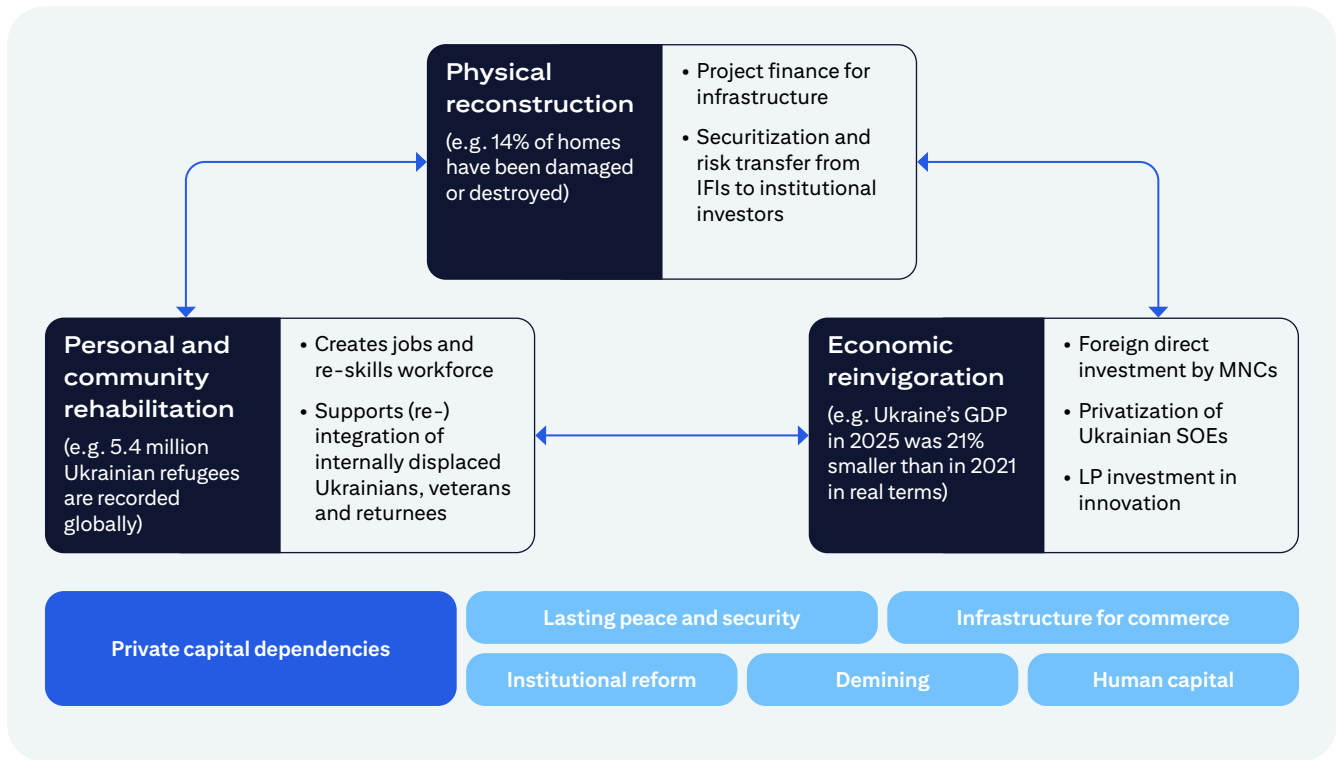 Physical
reconstruction
(e.g. 14% of homes
have been damaged
or destroyed)
• Project finance for
infrastructure
• Securitization and
risk transfer from
IFIs to institutional
investors
Personal and
community
rehabilitation
(e.g. 5.4 million
Ukrainian refugees
are recorded
globally)
• Creates jobs and
re-skills workforce
• Supports (re-)
integration of
internally displaced
Ukrainians, veterans
and returnees
Economic
reinvigoration
(e.g. Ukraine’s GDP
in 2025 was 21%
smaller than in 2021
in real terms)
• Foreign direct
investment by MNCs
• Privatization of
Ukrainian SOEs
• LP investment in
innovation
Private capital dependencies
Lasting peace and security
Infrastructure for commerce
Institutional reform
Demining
Human capital